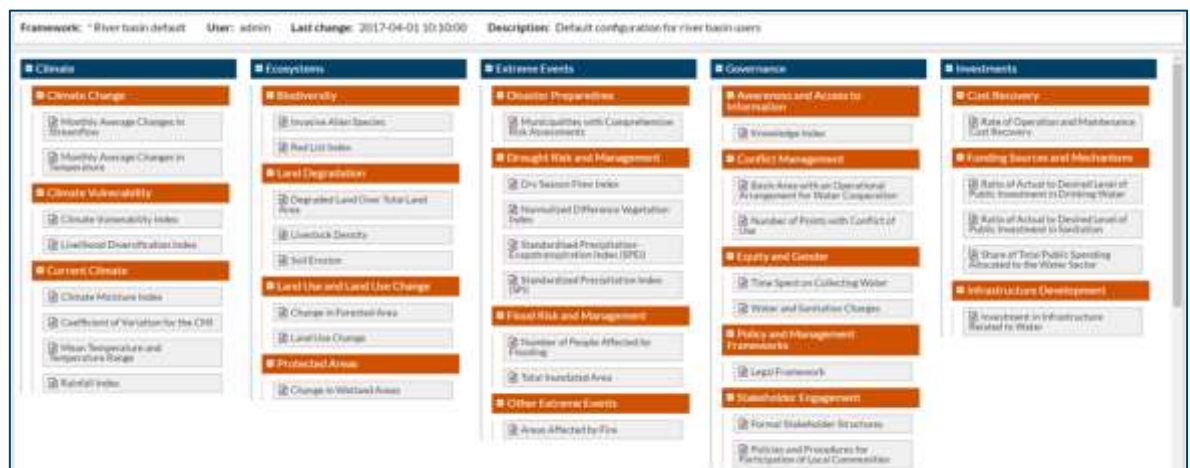 Framework: * River basin default User: admin Last change: 2017-04-01 10:10:00 Description: Default configuration for river basin users
Climate
Climate Change
Monthly Average Changes in
Streamflow
Monthly Average Changes in
Temperature
Climate Vulnerability
Climate Vulnerability Index
Livelihood Diversification Index
Current Climate
Climate Moisture Index
Coefficient of Variation for the CMI
Mean Temperature and
Temperature Range
Rainfall Index
Ecosystems
Biodiversity
Invasive Alien Species
Red List Index
Land Degradation
Degraded Land Over Total Land
Area
Livestock Density
Soil Erosion
Land Use and Land Use Change
Change in Forested Area
Land Use Change
Protected Areas
Change in Wetland Areas
Extreme Events
Disaster Preparedness
Municipalities with Comprehensive
Risk Assessments
Drought Risk and Management
Dry Season Flow Index
Normalized Difference Vegetation
Index
Standardised Precipitation-
Evapotranspiration Index (SPEI)
Standardized Precipitation Index
(SPI)
Flood Risk and Management
Number of People Affected by
Flooding
Total Inundated Area
Other Extreme Events
Areas Affected by Fire
Governance
Awareness and Access to
Information
Knowledge Index
Conflict Management
Basin Area with an Operational
Arrangement for Water Cooperation
Number of Points with Conflict of
Use
Equity and Gender
Time Spent on Collecting Water
Water and Sanitation Charges
Policy and Management
Frameworks
Legal Framework
Stakeholder Engagement
Formal Stakeholder Structures
Policies and Procedures for
Participation of Local Communities
Investments
Cost Recovery
Rate of Operation and Maintenance
Cost Recovery
Funding Sources and Mechanisms
Ratio of Actual to Desired Level of
Public Investment in Drinking Water
Ratio of Actual to Desired Level of
Public Investment in Sanitation
Share of Total Public Spending
Allocated to the Water Sector
Infrastructure Development
Investment in Infrastructure
Related to Water